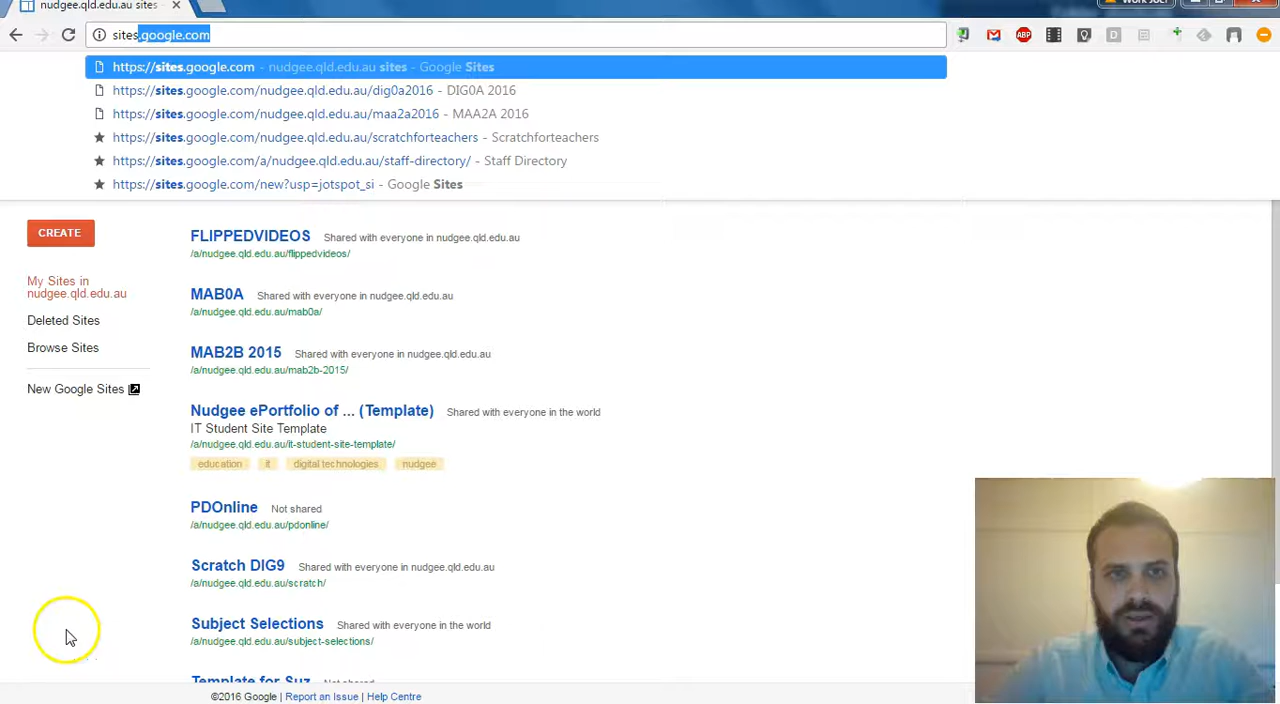 nudgee.qld.edu.au sites
sites.google.com
https://sites.google.com - nudgee.qld.edu.au sites - Google Sites
https://sites.google.com/nudgee.qld.edu.au/dig0a2016 - DIG0A 2016
https://sites.google.com/nudgee.qld.edu.au/maa2a2016 - MAA2A 2016
https://sites.google.com/nudgee.qld.edu.au/scratchforteachers - Scratchforteachers
https://sites.google.com/a/nudgee.qld.edu.au/staff-directory/ - Staff Directory
https://sites.google.com/new?usp=jotspot_si - Google Sites
ABP
D
CREATE
My Sites in
nudgee.qld.edu.au
Deleted Sites
Browse Sites
New Google Sites
FLIPPEDVIDEOS Shared with everyone in nudgee.qld.edu.au
/a/nudgee.qld.edu.au/flippedvideos/
MAB0A Shared with everyone in nudgee.qld.edu.au
/a/nudgee.qld.edu.au/mab0a/
MAB2B 2015 Shared with everyone in nudgee.qld.edu.au
/a/nudgee.qld.edu.au/mab2b-2015/
Nudgee ePortfolio of ... (Template) Shared with everyone in the world
IT Student Site Template
/a/nudgee.qld.edu.au/it-student-site-template/
education it digital technologies nudgee
PDOnline Not shared
/a/nudgee.qld.edu.au/pdonline/
Scratch DIG9 Shared with everyone in nudgee.qld.edu.au
/a/nudgee.qld.edu.au/scratch/
Subject Selections Shared with everyone in the world
/a/nudgee.qld.edu.au/subject-selections/
Template for Suz Not shared
©2016 Google | Report an Issue | Help Centre